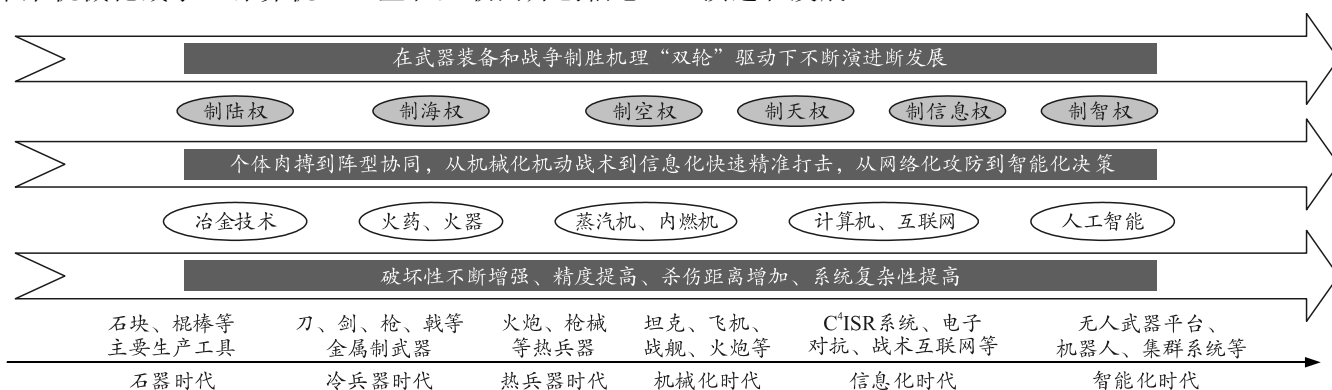 在武器装备和战争制胜机理“双轮”驱动下不断演进断发展
制陆权 制海权 制空权 制天权 制信息权 制智权
个体肉搏到阵型协同，从机械化机动战术到信息化快速精准打击，从网络化攻防到智能化决策
冶金技术 火药、火器 蒸汽机、内燃机 计算机、互联网 人工智能
破坏性不断增强、精度提高、杀伤距离增加、系统复杂性提高
石块、棍棒等 刀、剑、枪、戟等 火炮、枪械 坦克、飞机、 C⁴ISR系统、电子 无人武器平台、
主要生产工具 金属制武器 等热兵器 战舰、火炮等 对抗、战术互联网等 机器人、集群系统等
石器时代 冷兵器时代 热兵器时代 机械化时代 信息化时代 智能化时代